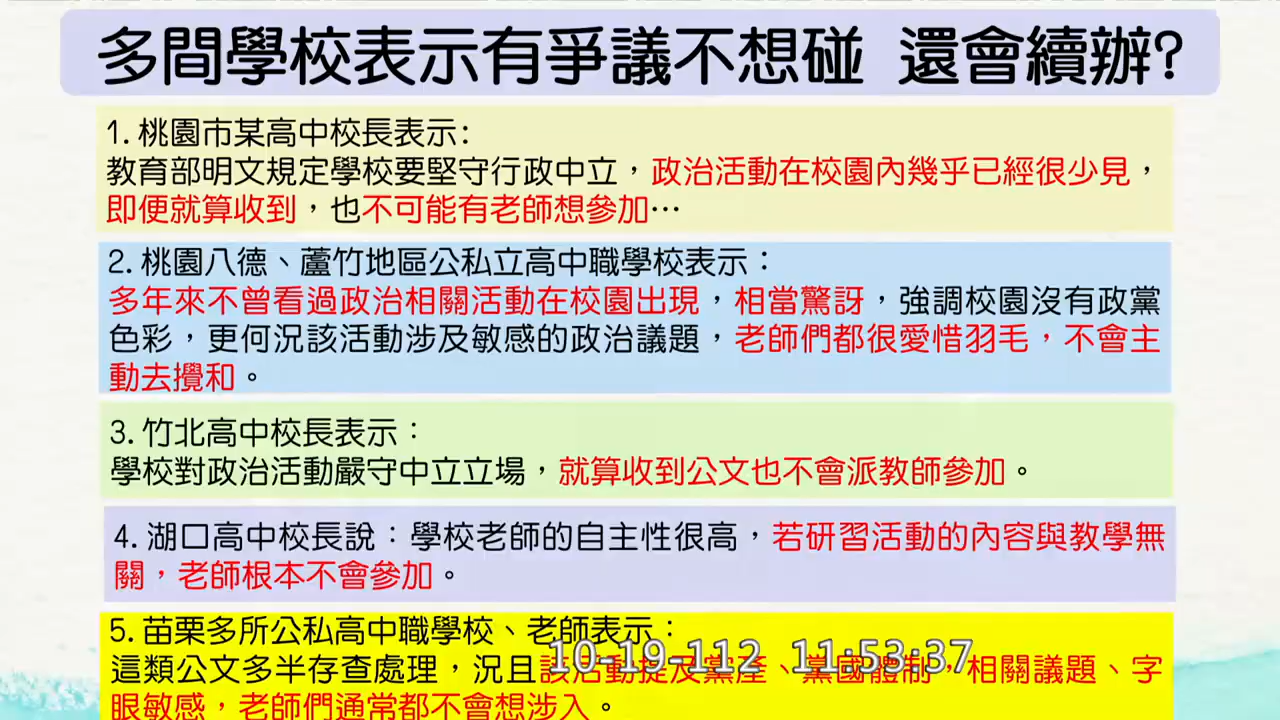 多間學校表示有爭議不想碰 還會續辦?
1. 桃園市某高中校長表示:
教育部明文規定學校要堅守行政中立，政治活動在校園內幾乎已經很少見，
即便就算收到，也不可能有老師想參加…
2. 桃園八德、蘆竹地區公私立高中職學校表示：
多年來不曾看過政治相關活動在校園出現，相當驚訝，強調校園沒有政黨
色彩，更何況該活動涉及敏感的政治議題，老師們都很愛惜羽毛，不會主
動去攪和。
3. 竹北高中校長表示：
學校對政治活動嚴守中立立場，就算收到公文也不會派教師參加。
4. 湖口高中校長說：學校老師的自主性很高，若研習活動的內容與教學無
關，老師根本不會參加。
5. 苗栗多所公私高中職學校、老師表示：
這類公文多半存查處理，況且該活動提及黨產、黨國體制，相關議題、字
眼敏感，老師們通常都不會想涉入。
10-19-112 11:53:37